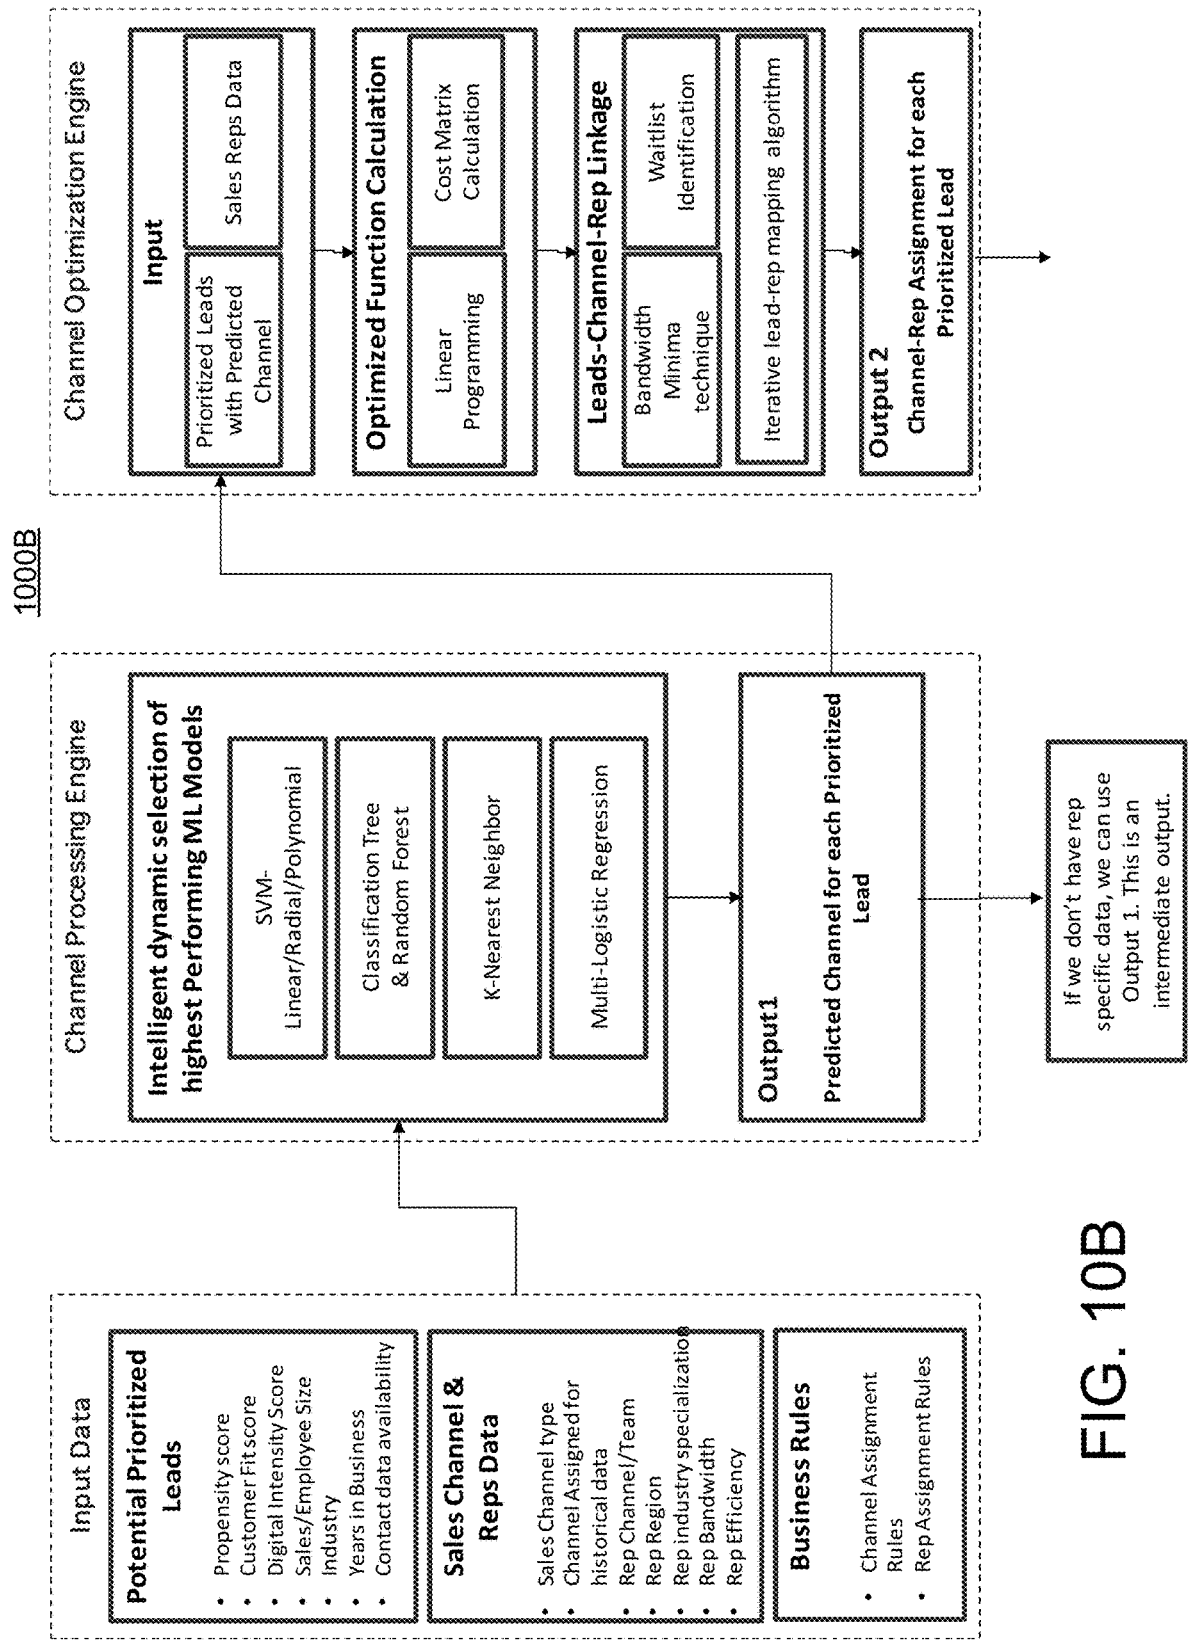 1000B
Input Data
Potential Prioritized
Leads
• Propensity score
• Customer Fit score
• Digital Intensity Score
• Sales/Employee Size
• Industry
• Years in Business
• Contact data availability
Sales Channel &
Reps Data
• Sales Channel type
• Channel Assigned for
historical data
• Rep Channel/Team
• Rep Region
• Rep industry specialization
• Rep Bandwidth
• Rep Efficiency
Business Rules
• Channel Assignment
Rules
• Rep Assignment Rules
Channel Processing Engine
Intelligent dynamic selection of
highest Performing ML Models
SVM-
Linear/Radial/Polynomial
Classification Tree
& Random Forest
K-Nearest Neighbor
Multi-Logistic Regression
Output1
Predicted Channel for each Prioritized
Lead
If we don't have rep
specific data, we can use
Output 1. This is an
intermediate output.
Channel Optimization Engine
Input
Prioritized Leads
with Predicted
Channel
Sales Reps Data
Optimized Function Calculation
Linear
Programming
Cost Matrix
Calculation
Leads-Channel-Rep Linkage
Bandwidth
Minima
technique
Waitlist
Identification
Iterative lead-rep mapping algorithm
Output 2
Channel-Rep Assignment for each
Prioritized Lead
FIG. 10B